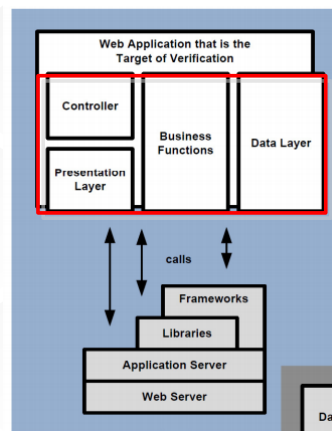 Web Application that is the
Target of Verification
Controller
Business
Functions
Data Layer
Presentation
Layer
calls
Frameworks
Libraries
Application Server
Web Server